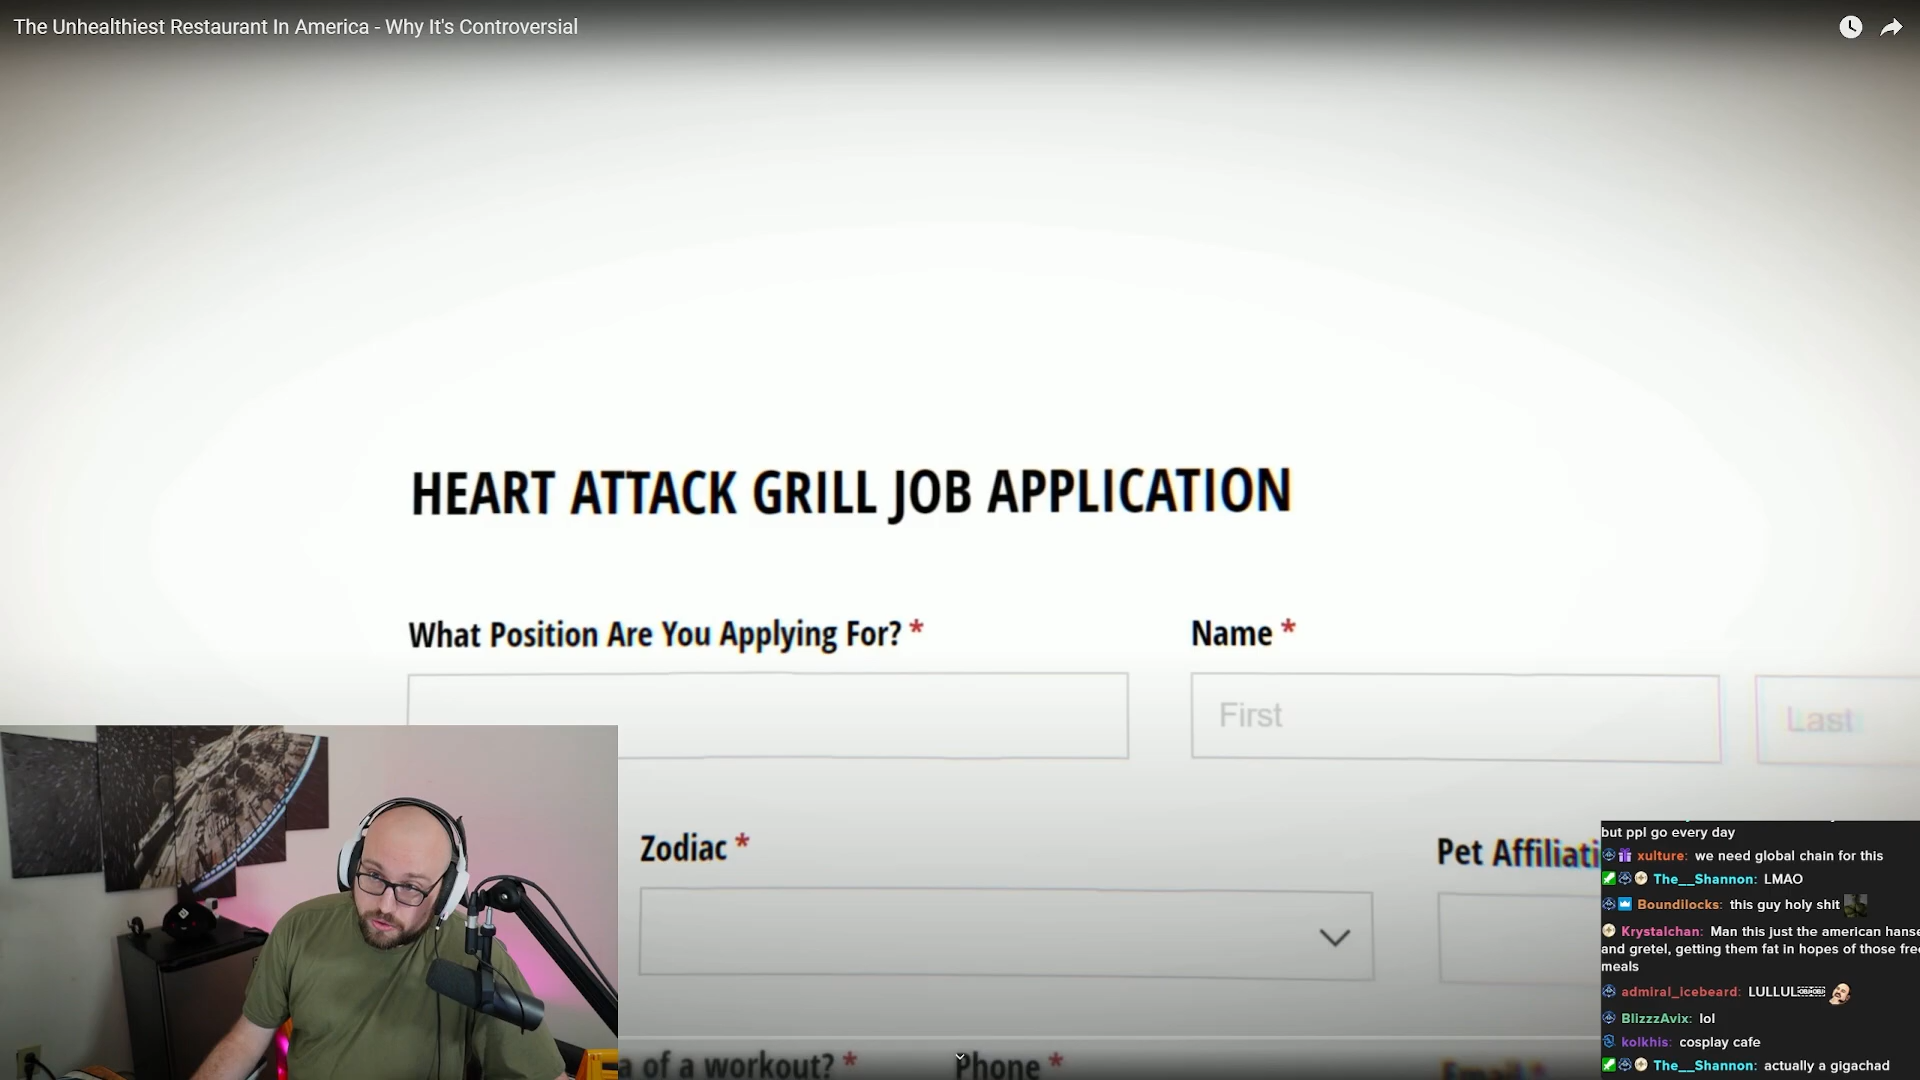 The Unhealthiest Restaurant In America - Why It's Controversial
HEART ATTACK GRILL JOB APPLICATION
What Position Are You Applying For? *
Name *
First
Last
Zodiac *
Pet Affiliati
a of a workout? *
Phone *
Email *
but ppl go every day
xulture: we need global chain for this
The__Shannon: LMAO
Boundilocks: this guy holy shit
Krystalchan: Man this just the american hanse
and gretel, getting them fat in hopes of those free
meals
admiral_icebeard: LULLUL
BlizzzAvix: lol
kolkhis: cosplay cafe
The__Shannon: actually a gigachad